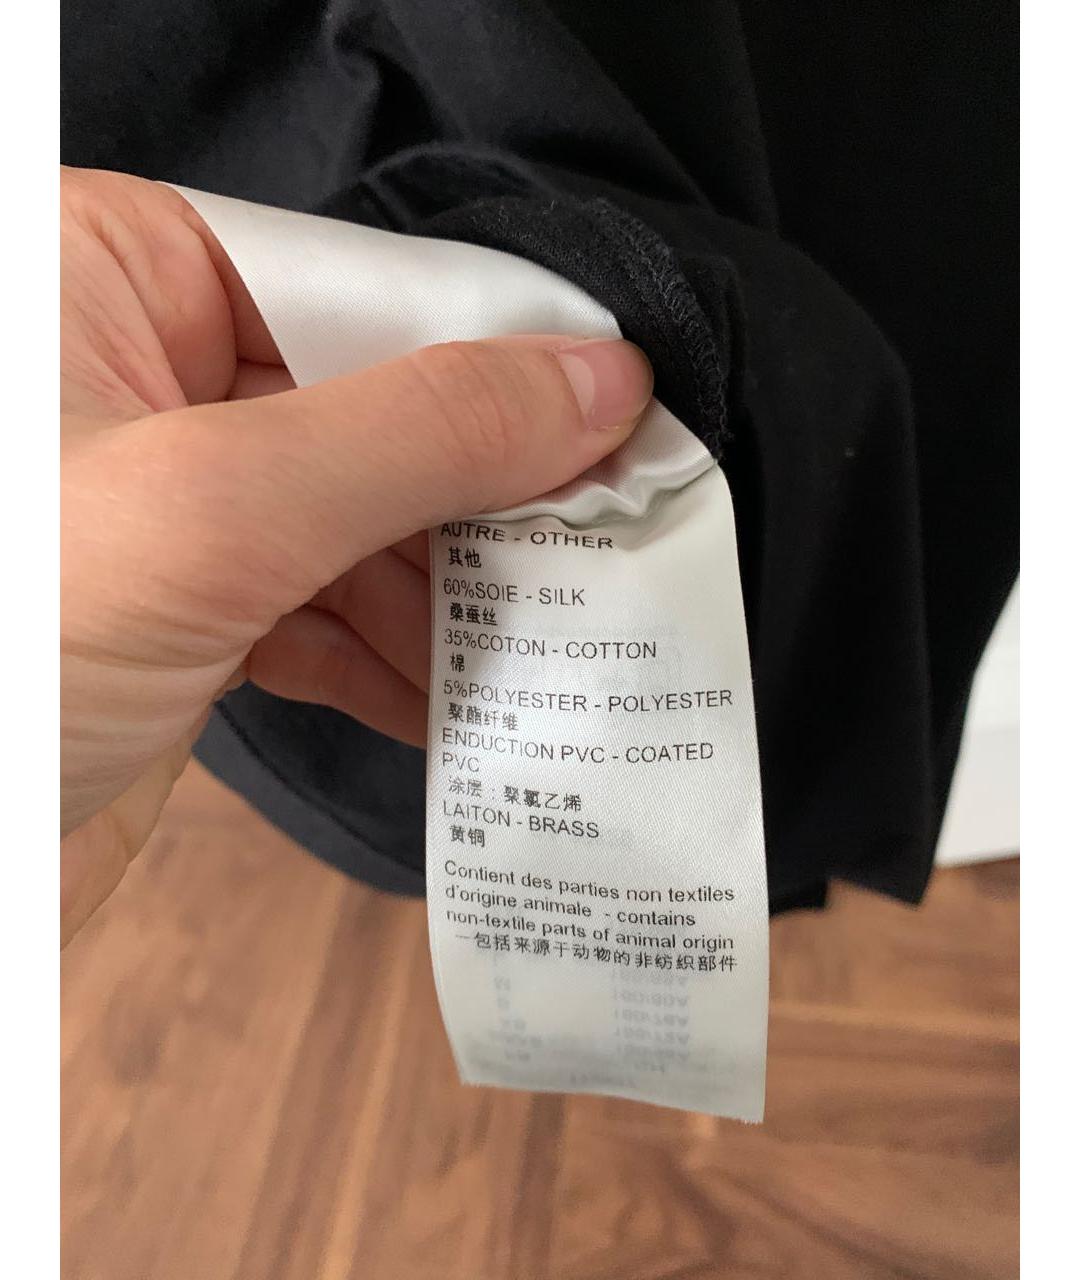 AUTRE - OTHER
其他
60%SOIE - SILK
桑蚕丝
35%COTON - COTTON
棉
5%POLYESTER - POLYESTER
聚酯纤维
ENDUCTION PVC - COATED
PVC
涂层：聚氯乙烯
LAITON - BRASS
黄铜
Contient des parties non textiles
d'origine animale - contains
non-textile parts of animal origin
一包括来源于动物的非纺织部件